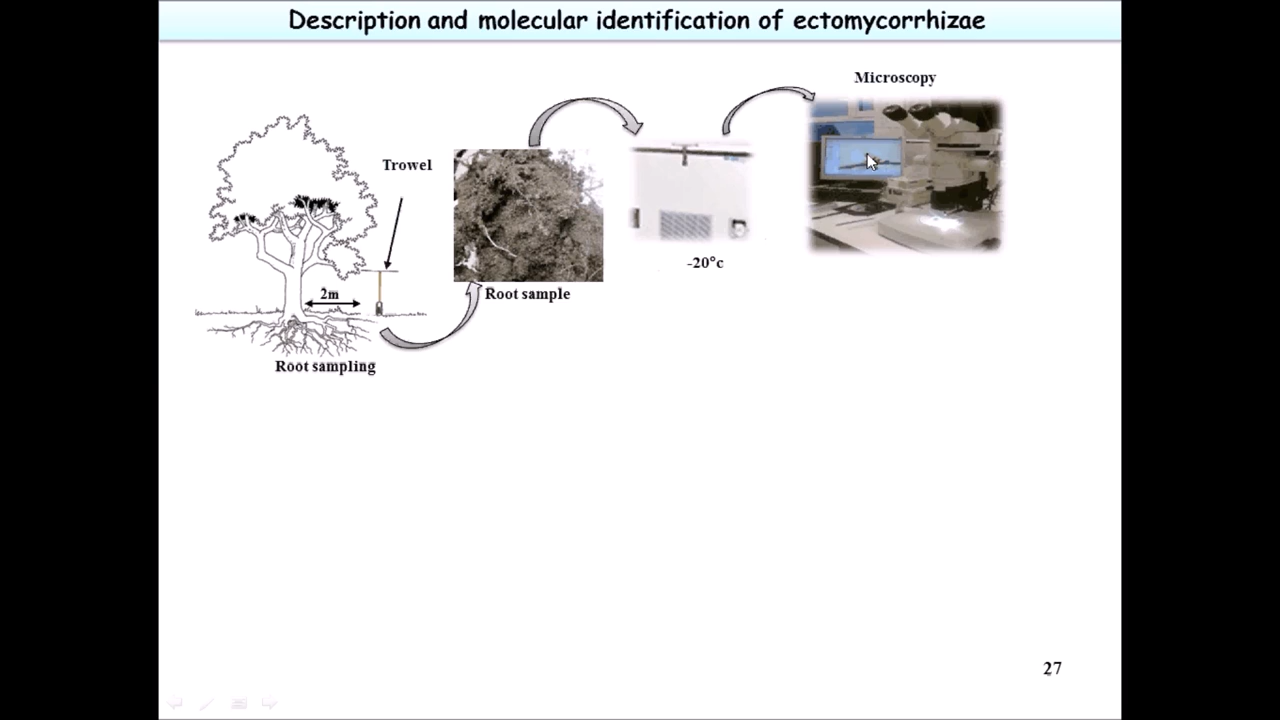 Description and molecular identification of ectomycorrhizae
Microscopy
Trowel
2m
Root sample
-20°c
Root sampling
27